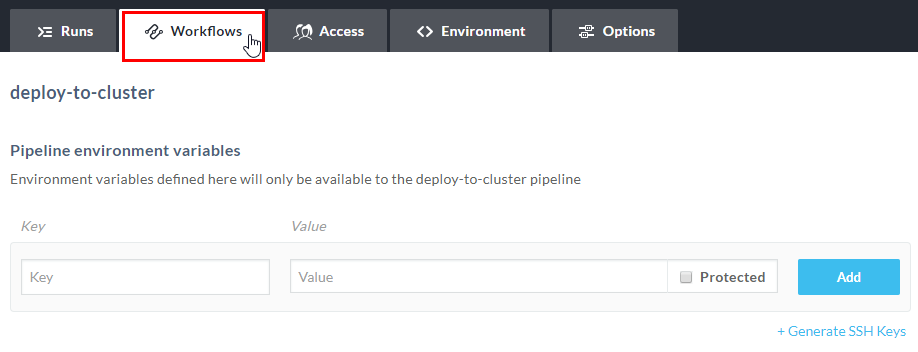 Runs Workflows Access Environment Options
deploy-to-cluster
Pipeline environment variables
Environment variables defined here will only be available to the deploy-to-cluster pipeline
Key Value
Key Value Protected Add
+ Generate SSH Keys